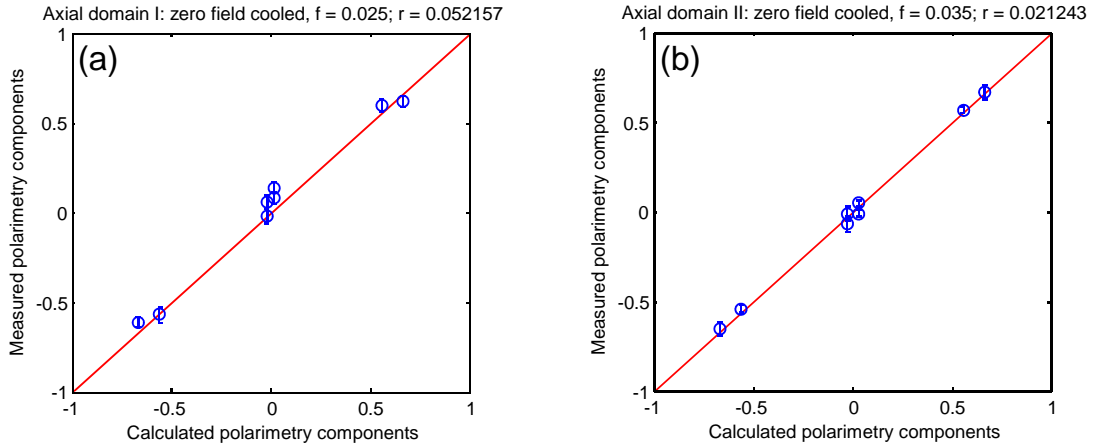 Axial domain I: zero field cooled, f = 0.025; r = 0.052157
(a)
Measured polarimetry components
1
0.5
0
-0.5
-1
-1 -0.5 0 0.5 1
Calculated polarimetry components
Axial domain II: zero field cooled, f = 0.035; r = 0.021243
(b)
Measured polarimetry components
1
0.5
0
-0.5
-1
-1 -0.5 0 0.5 1
Calculated polarimetry components